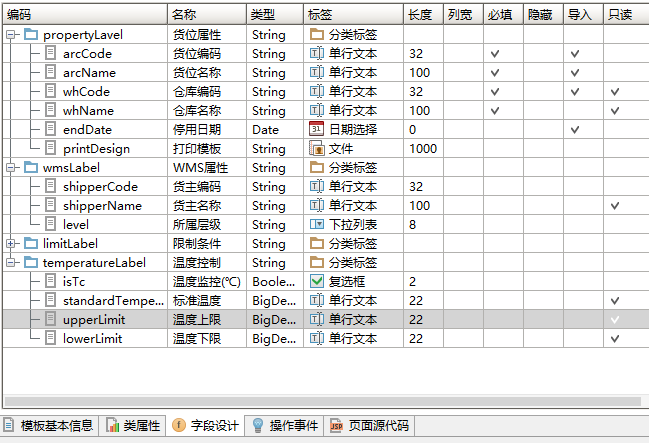 编码 名称 类型 标签 长度 列宽 必填 隐藏 导入 只读
propertyLavel 货位属性 String 分类标签
arcCode 货位编码 String 单行文本 32
arcName 货位名称 String 单行文本 100
whCode 仓库编码 String 单行文本 32
whName 仓库名称 String 单行文本 100
endDate 停用日期 Date 日期选择 0
printDesign 打印模板 String 文件 1000
wmsLabel WMS属性 String 分类标签
shipperCode 货主编码 String 单行文本 32
shipperName 货主名称 String 单行文本 100
level 所属层级 String 下拉列表 8
limitLabel 限制条件 String 分类标签
temperatureLabel 温度控制 String 分类标签
isTc 温度监控(℃) Boole... 复选框 2
standardTempe... 标准温度 BigDe... 单行文本 22
upperLimit 温度上限 BigDe... 单行文本 22
lowerLimit 温度下限 BigDe... 单行文本 22
模板基本信息 类属性 字段设计 操作事件 页面源代码